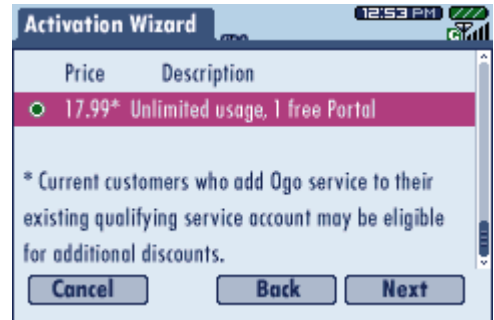 Activation Wizard
12:53 PM
G
Price Description
17.99* Unlimited usage, 1 free Portal
* Current customers who add Ogo service to their
existing qualifying service account may be eligible
for additional discounts.
Cancel Back Next